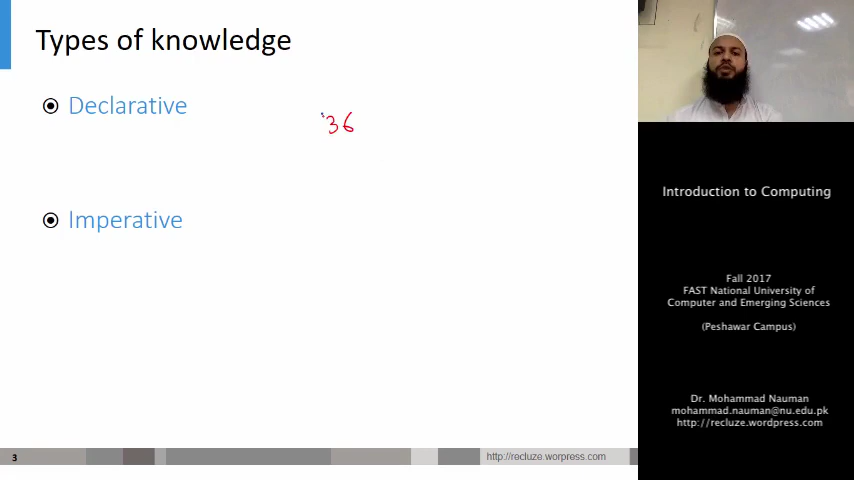 Types of knowledge
Declarative
36
Imperative
3
http://recluze.worpress.com
Introduction to Computing
Fall 2017
FAST National University of
Computer and Emerging Sciences
(Peshawar Campus)
Dr. Mohammad Nauman
mohammad.nauman@nu.edu.pk
http://recluze.wordpress.com